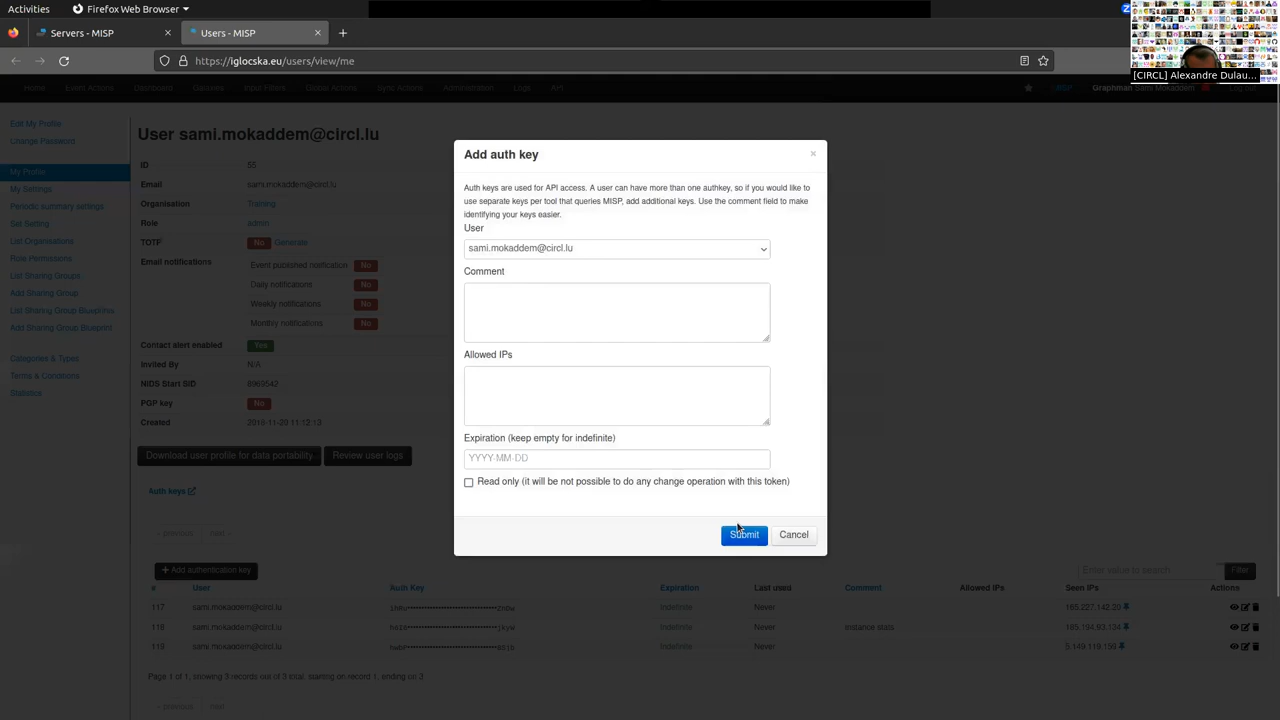 Activities
Firefox Web Browser
Servers - MISP
Users - MISP
https://iglocska.eu/users/view/me
[CIRCL] Alexandre Dulau...
Home Event Actions Dashboard Galaxies Input Filters Global Actions Sync Actions Administration Logs API
MISP Graphman Sami Mokaddem Log out
Edit My Profile
Change Password
My Profile
My Settings
Periodic summary settings
Set Setting
List Organisations
Role Permissions
List Sharing Groups
Add Sharing Group
List Sharing Group Blueprints
Add Sharing Group Blueprint
Categories & Types
Terms & Conditions
Statistics
User sami.mokaddem@circl.lu
ID 55
Email sami.mokaddem@circl.lu
Organisation Training
Role admin
TOTP No Generate
Email notifications Event published notification No
Daily notifications No
Weekly notifications No
Monthly notifications No
Contact alert enabled Yes
Invited By N/A
NIDS Start SID 8969542
PGP key No
Created 2016-11-20 11:12:13
Download user profile for data portability
Review user logs
Auth keys
Add auth key
Auth keys are used for API access. A user can have more than one authkey, so if you would like
to use separate keys per tool that queries MISP, add additional keys. Use the comment field to make
identifying your keys easier.
User
sami.mokaddem@circl.lu
Comment
Allowed IPs
Expiration (keep empty for indefinite)
YYYY-MM-DD
Read only (it will be not possible to do any change operation with this token)
Submit
Cancel
« previous next »
+ Add authentication key
Enter value to search
Filter
# User Auth Key Expiration Last used Comment Allowed IPs Seen IPs Actions
117 sami.mokaddem@circl.lu Indefinite Never 165.227.142.20
118 sami.mokaddem@circl.lu Indefinite Never instance stats 185.194.93.134
119 sami.mokaddem@circl.lu Indefinite Never 5.149.119.156
Page 1 of 1, showing 3 records out of 3 total, starting on record 1, ending on 3
« previous next »